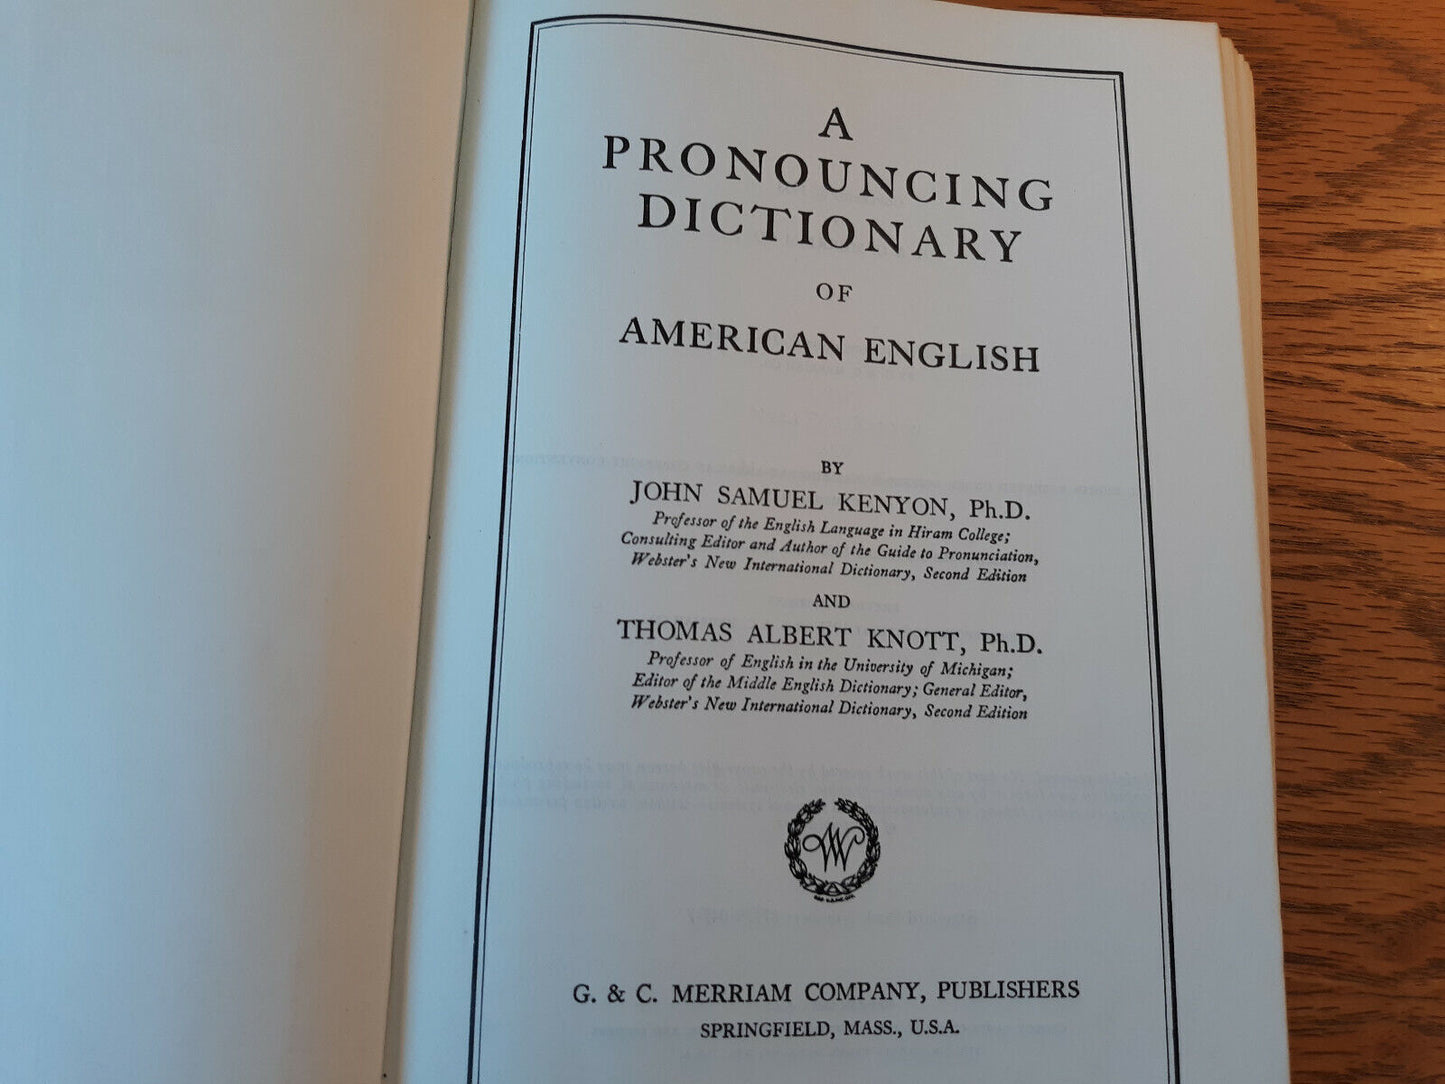 A
PRONOUNCING
DICTIONARY
OF
AMERICAN ENGLISH
BY
JOHN SAMUEL KENYON, Ph.D.
Professor of the English Language in Hiram College;
Consulting Editor and Author of the Guide to Pronunciation,
Webster's New International Dictionary, Second Edition
AND
THOMAS ALBERT KNOTT, Ph.D.
Professor of English in the University of Michigan;
Editor of the Middle English Dictionary; General Editor,
Webster's New International Dictionary, Second Edition
W
G. & C. MERRIAM COMPANY, PUBLISHERS
SPRINGFIELD, MASS., U.S.A.